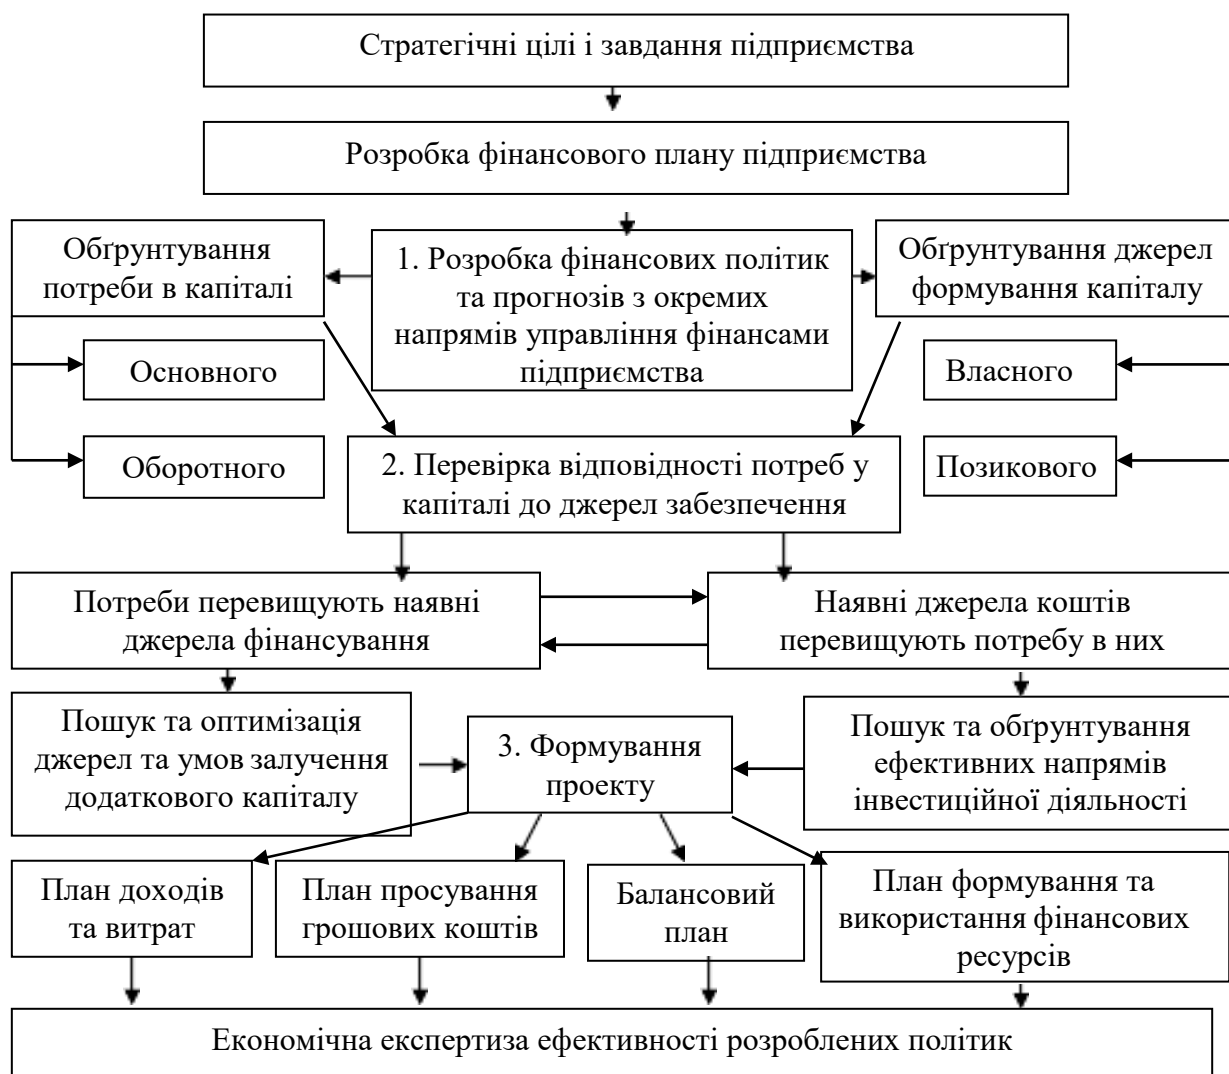 Стратегічні цілі і завдання підприємства
Розробка фінансового плану підприємства
Обґрунтування
потреби в капіталі
1. Розробка фінансових політик
та прогнозів з окремих
напрямів управління фінансами
підприємства
Обґрунтування джерел
формування капіталу
Основного
Власного
Оборотного
2. Перевірка відповідності потреб у
капіталі до джерел забезпечення
Позикового
Потреби перевищують наявні
джерела фінансування
Наявні джерела коштів
перевищують потребу в них
Пошук та оптимізація
джерел та умов залучення
додаткового капіталу
3. Формування
проекту
Пошук та обґрунтування
ефективних напрямів
інвестиційної діяльності
План доходів
та витрат
План просування
грошових коштів
Балансовий
план
План формування та
використання фінансових
ресурсів
Економічна експертиза ефективності розроблених політик